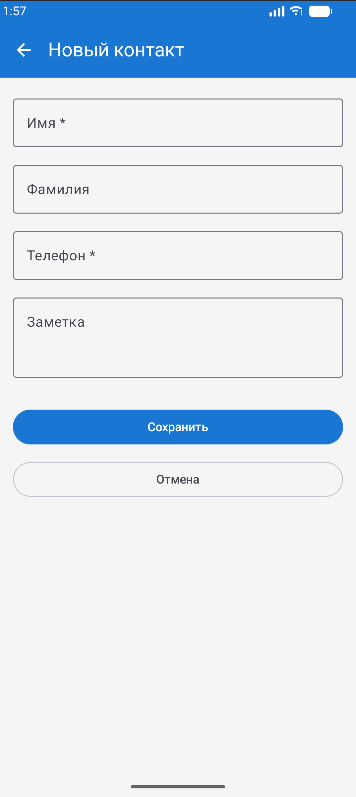 1:57
Новый контакт
Имя *
Фамилия
Телефон *
Заметка
Сохранить
Отмена